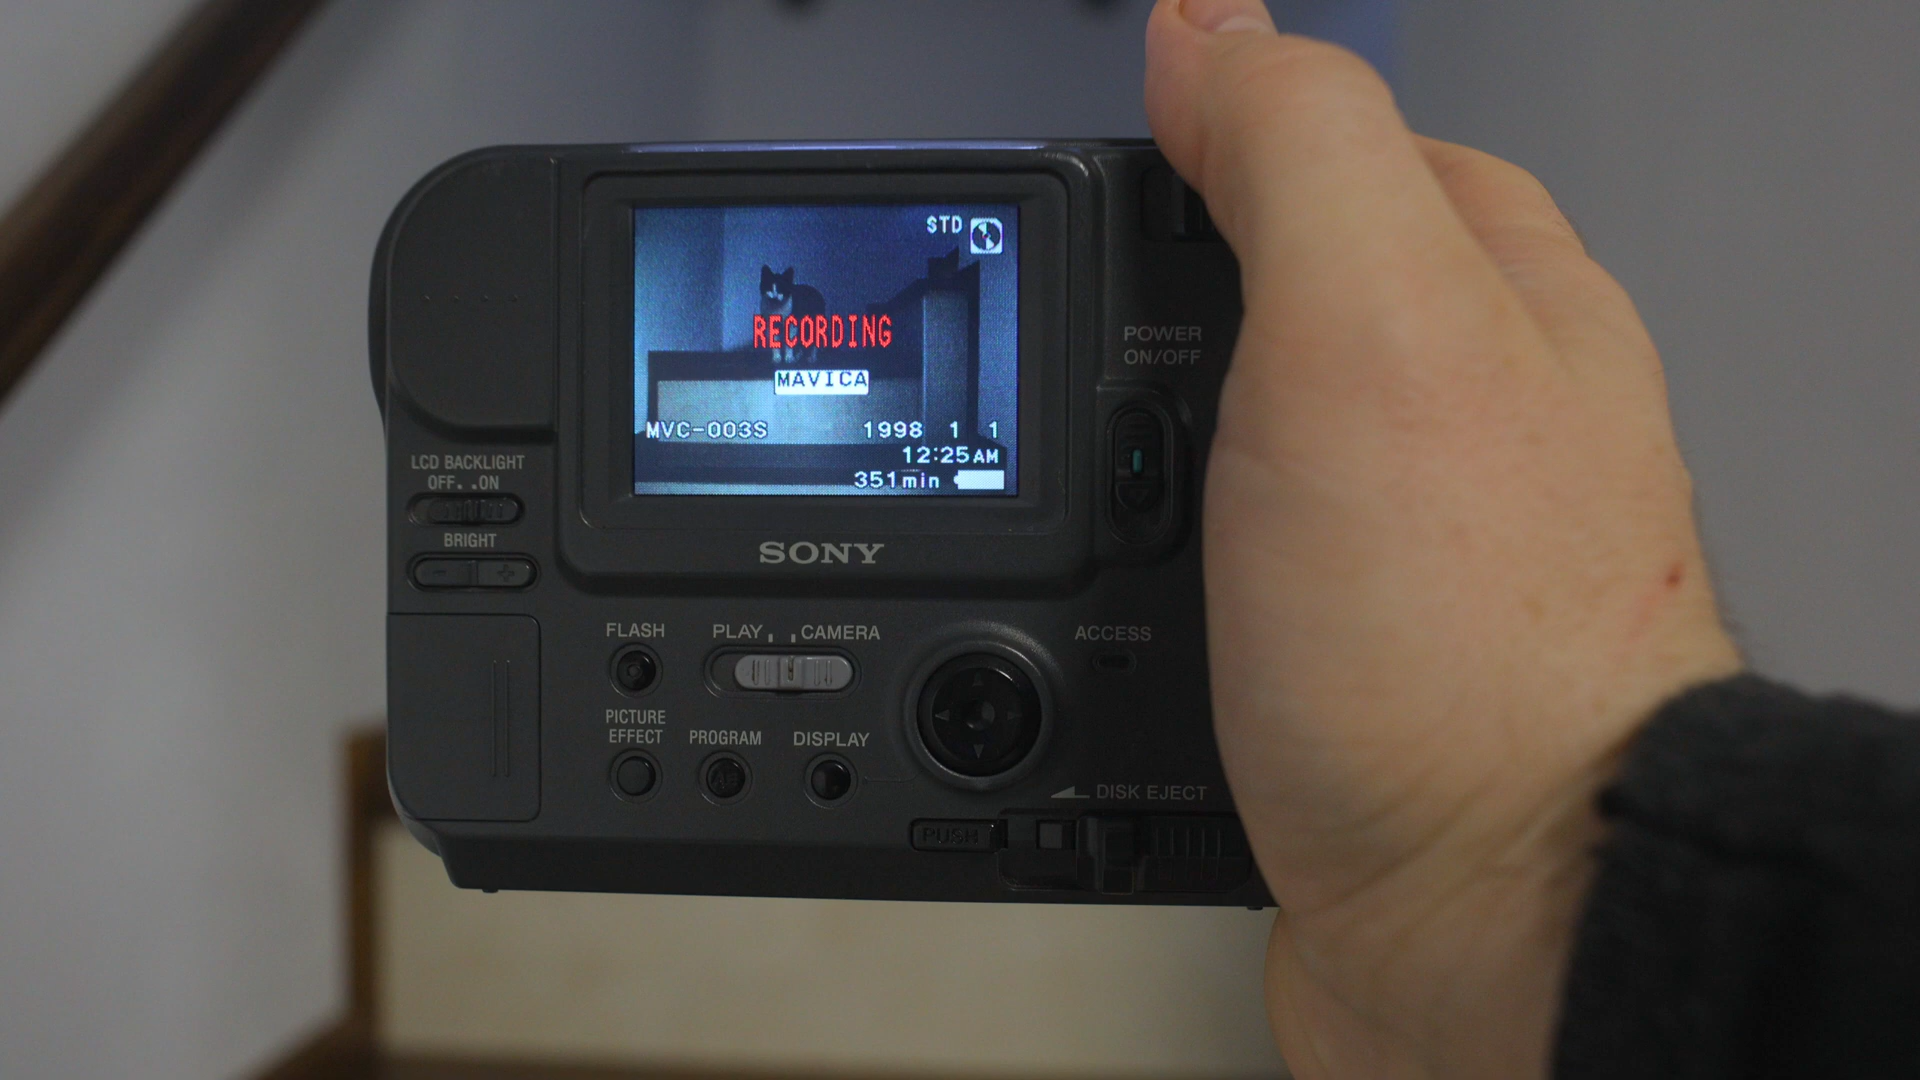 STD
RECORDING
MAVICA
MVC-003S 1998 1 1
12:25AM
351min
POWER
ON/OFF
LCD BACKLIGHT
OFF ON
BRIGHT
- +
SONY
FLASH
PLAY CAMERA
ACCESS
PICTURE
EFFECT
PROGRAM
DISPLAY
AE
DISK EJECT
PUSH